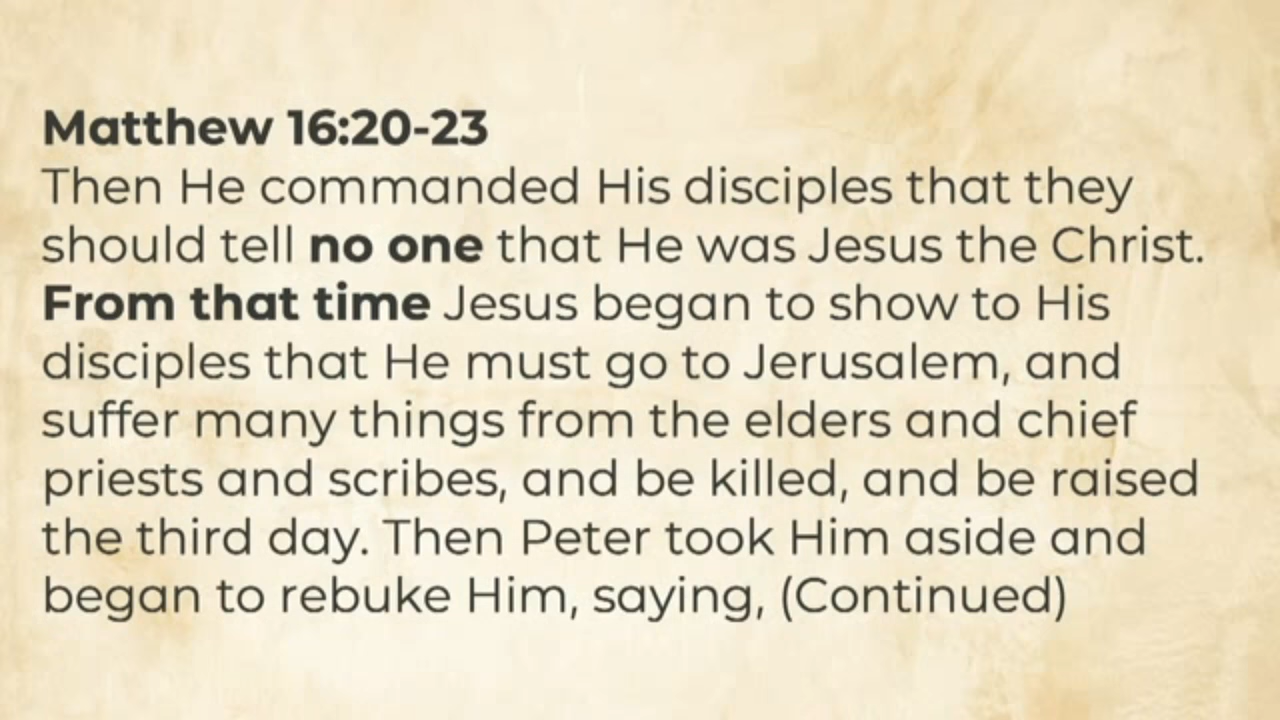 Matthew 16:20-23
Then He commanded His disciples that they
should tell no one that He was Jesus the Christ.
From that time Jesus began to show to His
disciples that He must go to Jerusalem, and
suffer many things from the elders and chief
priests and scribes, and be killed, and be raised
the third day. Then Peter took Him aside and
began to rebuke Him, saying, (Continued)